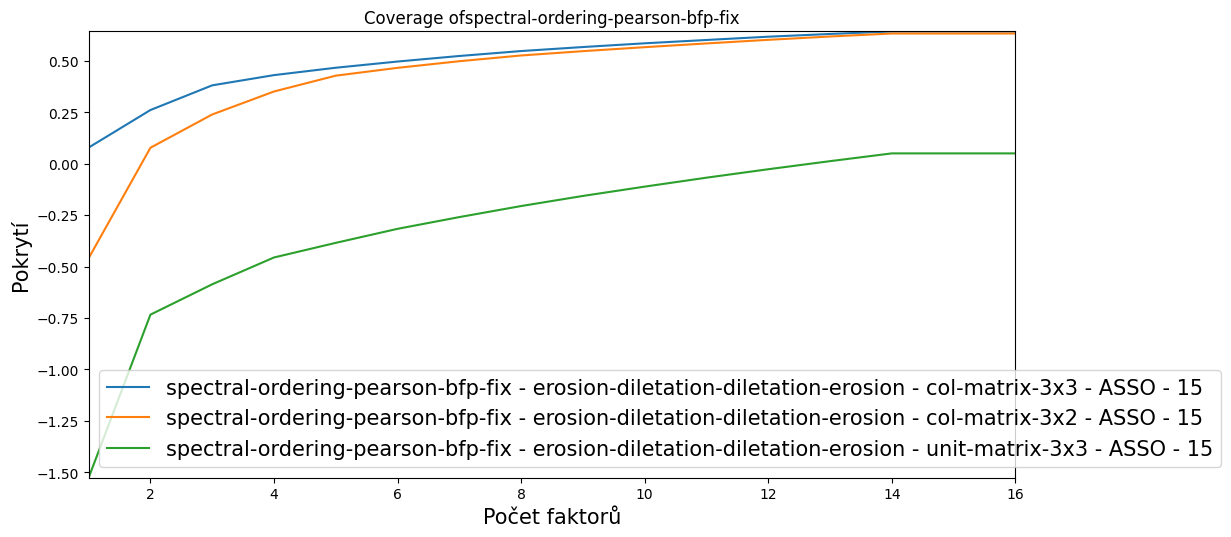 Coverage ofspectral-ordering-pearson-bfp-fix
0.50
0.25
0.00
−0.25
−0.50
−0.75
−1.00
−1.25
−1.50
Pokrytí
spectral-ordering-pearson-bfp-fix - erosion-diletation-diletation-erosion - col-matrix-3x3 - ASSO - 15
spectral-ordering-pearson-bfp-fix - erosion-diletation-diletation-erosion - col-matrix-3x2 - ASSO - 15
spectral-ordering-pearson-bfp-fix - erosion-diletation-diletation-erosion - unit-matrix-3x3 - ASSO - 15
2 4 6 8 10 12 14 16
Počet faktorů